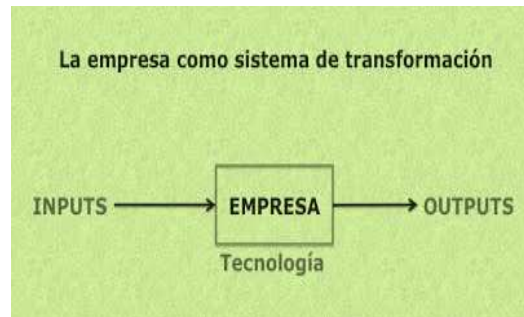 La empresa como sistema de transformación
INPUTS EMPRESA OUTPUTS
Tecnología